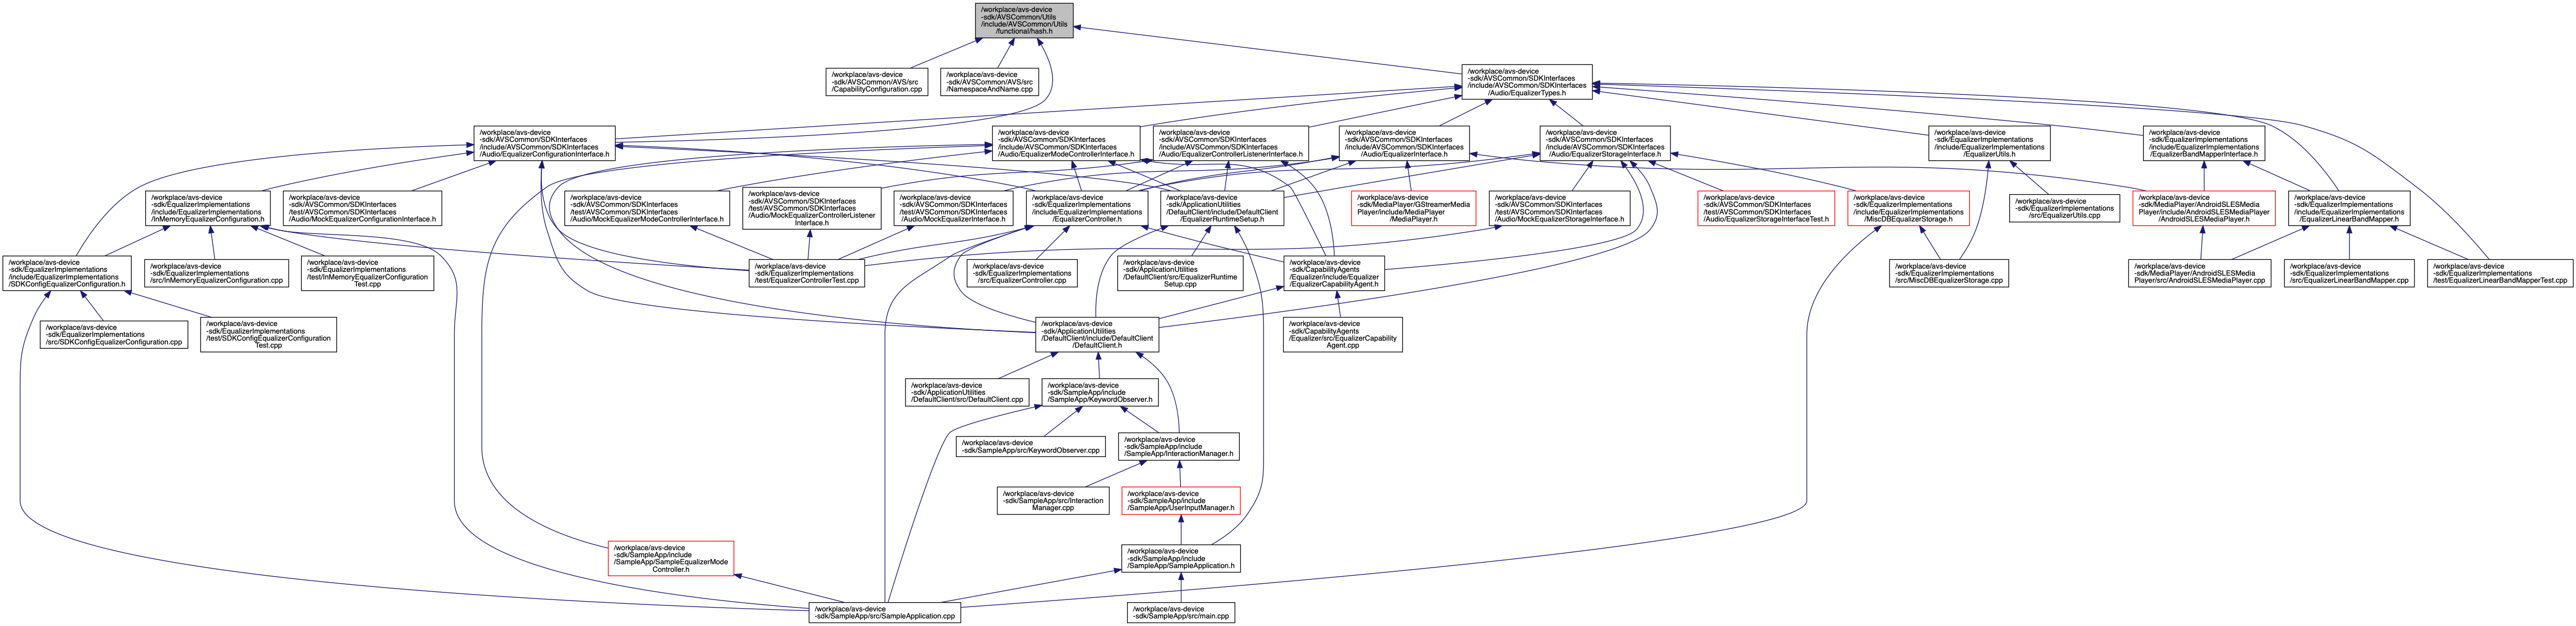 /workplace/avs-device
-sdk/AVSCommon/Utils
/include/AVSCommon/Utils
/functional/hash.h
/workplace/avs-device
-sdk/AVSCommon/AVS/src
/CapabilityConfiguration.cpp
/workplace/avs-device
-sdk/AVSCommon/AVS/src
/NamespaceAndName.cpp
/workplace/avs-device
-sdk/AVSCommon/SDKInterfaces
/include/AVSCommon/SDKInterfaces
/Audio/EqualizerTypes.h
/workplace/avs-device
-sdk/AVSCommon/SDKInterfaces
/include/AVSCommon/SDKInterfaces
/Audio/EqualizerConfigurationInterface.h
/workplace/avs-device
-sdk/AVSCommon/SDKInterfaces
/include/AVSCommon/SDKInterfaces
/Audio/EqualizerModeControllerInterface.h
/workplace/avs-device
-sdk/AVSCommon/SDKInterfaces
/include/AVSCommon/SDKInterfaces
/Audio/EqualizerControllerListenerInterface.h
/workplace/avs-device
-sdk/AVSCommon/SDKInterfaces
/include/AVSCommon/SDKInterfaces
/Audio/EqualizerInterface.h
/workplace/avs-device
-sdk/AVSCommon/SDKInterfaces
/include/AVSCommon/SDKInterfaces
/Audio/EqualizerStorageInterface.h
/workplace/avs-device
-sdk/EqualizerImplementations
/include/EqualizerImplementations
/EqualizerUtils.h
/workplace/avs-device
-sdk/EqualizerImplementations
/include/EqualizerImplementations
/EqualizerBandMapperInterface.h
/workplace/avs-device
-sdk/EqualizerImplementations
/include/EqualizerImplementations
/InMemoryEqualizerConfiguration.h
/workplace/avs-device
-sdk/AVSCommon/SDKInterfaces
/test/AVSCommon/SDKInterfaces
/Audio/MockEqualizerConfigurationInterface.h
/workplace/avs-device
-sdk/AVSCommon/SDKInterfaces
/test/AVSCommon/SDKInterfaces
/Audio/MockEqualizerModeControllerInterface.h
/workplace/avs-device
-sdk/AVSCommon/SDKInterfaces
/test/AVSCommon/SDKInterfaces
/Audio/MockEqualizerControllerListener
Interface.h
/workplace/avs-device
-sdk/AVSCommon/SDKInterfaces
/test/AVSCommon/SDKInterfaces
/Audio/MockEqualizerInterface.h
/workplace/avs-device
-sdk/EqualizerImplementations
/include/EqualizerImplementations
/EqualizerController.h
/workplace/avs-device
-sdk/ApplicationUtilities
/DefaultClient/include/DefaultClient
/EqualizerRuntimeSetup.h
/workplace/avs-device
-sdk/MediaPlayer/GStreamerMedia
Player/include/MediaPlayer
/MediaPlayer.h
/workplace/avs-device
-sdk/AVSCommon/SDKInterfaces
/test/AVSCommon/SDKInterfaces
/Audio/MockEqualizerStorageInterface.h
/workplace/avs-device
-sdk/AVSCommon/SDKInterfaces
/test/AVSCommon/SDKInterfaces
/Audio/EqualizerStorageInterfaceTest.h
/workplace/avs-device
-sdk/EqualizerImplementations
/include/EqualizerImplementations
/MiscDBEqualizerStorage.h
/workplace/avs-device
-sdk/EqualizerImplementations
/src/EqualizerUtils.cpp
/workplace/avs-device
-sdk/MediaPlayer/AndroidSLESMedia
Player/include/AndroidSLESMediaPlayer
/AndroidSLESMediaPlayer.h
/workplace/avs-device
-sdk/EqualizerImplementations
/include/EqualizerImplementations
/EqualizerLinearBandMapper.h
/workplace/avs-device
-sdk/EqualizerImplementations
/include/EqualizerImplementations
/SDKConfigEqualizerConfiguration.h
/workplace/avs-device
-sdk/EqualizerImplementations
/src/InMemoryEqualizerConfiguration.cpp
/workplace/avs-device
-sdk/EqualizerImplementations
/test/InMemoryEqualizerConfiguration
Test.cpp
/workplace/avs-device
-sdk/EqualizerImplementations
/test/EqualizerControllerTest.cpp
/workplace/avs-device
-sdk/EqualizerImplementations
/src/EqualizerController.cpp
/workplace/avs-device
-sdk/ApplicationUtilities
/DefaultClient/src/EqualizerRuntime
Setup.cpp
/workplace/avs-device
-sdk/CapabilityAgents
/Equalizer/include/Equalizer
/EqualizerCapabilityAgent.h
/workplace/avs-device
-sdk/EqualizerImplementations
/src/MiscDBEqualizerStorage.cpp
/workplace/avs-device
-sdk/MediaPlayer/AndroidSLESMedia
Player/src/AndroidSLESMediaPlayer.cpp
/workplace/avs-device
-sdk/EqualizerImplementations
/src/EqualizerLinearBandMapper.cpp
/workplace/avs-device
-sdk/EqualizerImplementations
/test/EqualizerLinearBandMapperTest.cpp
/workplace/avs-device
-sdk/EqualizerImplementations
/src/SDKConfigEqualizerConfiguration.cpp
/workplace/avs-device
-sdk/EqualizerImplementations
/test/SDKConfigEqualizerConfiguration
Test.cpp
/workplace/avs-device
-sdk/ApplicationUtilities
/DefaultClient/include/DefaultClient
/DefaultClient.h
/workplace/avs-device
-sdk/CapabilityAgents
/Equalizer/src/EqualizerCapability
Agent.cpp
/workplace/avs-device
-sdk/ApplicationUtilities
/DefaultClient/src/DefaultClient.cpp
/workplace/avs-device
-sdk/SampleApp/include
/SampleApp/KeywordObserver.h
/workplace/avs-device
-sdk/SampleApp/src/KeywordObserver.cpp
/workplace/avs-device
-sdk/SampleApp/include
/SampleApp/InteractionManager.h
/workplace/avs-device
-sdk/SampleApp/src/Interaction
Manager.cpp
/workplace/avs-device
-sdk/SampleApp/include
/SampleApp/UserInputManager.h
/workplace/avs-device
-sdk/SampleApp/include
/SampleApp/SampleEqualizerMode
Controller.h
/workplace/avs-device
-sdk/SampleApp/include
/SampleApp/SampleApplication.h
/workplace/avs-device
-sdk/SampleApp/src/SampleApplication.cpp
/workplace/avs-device
-sdk/SampleApp/src/main.cpp